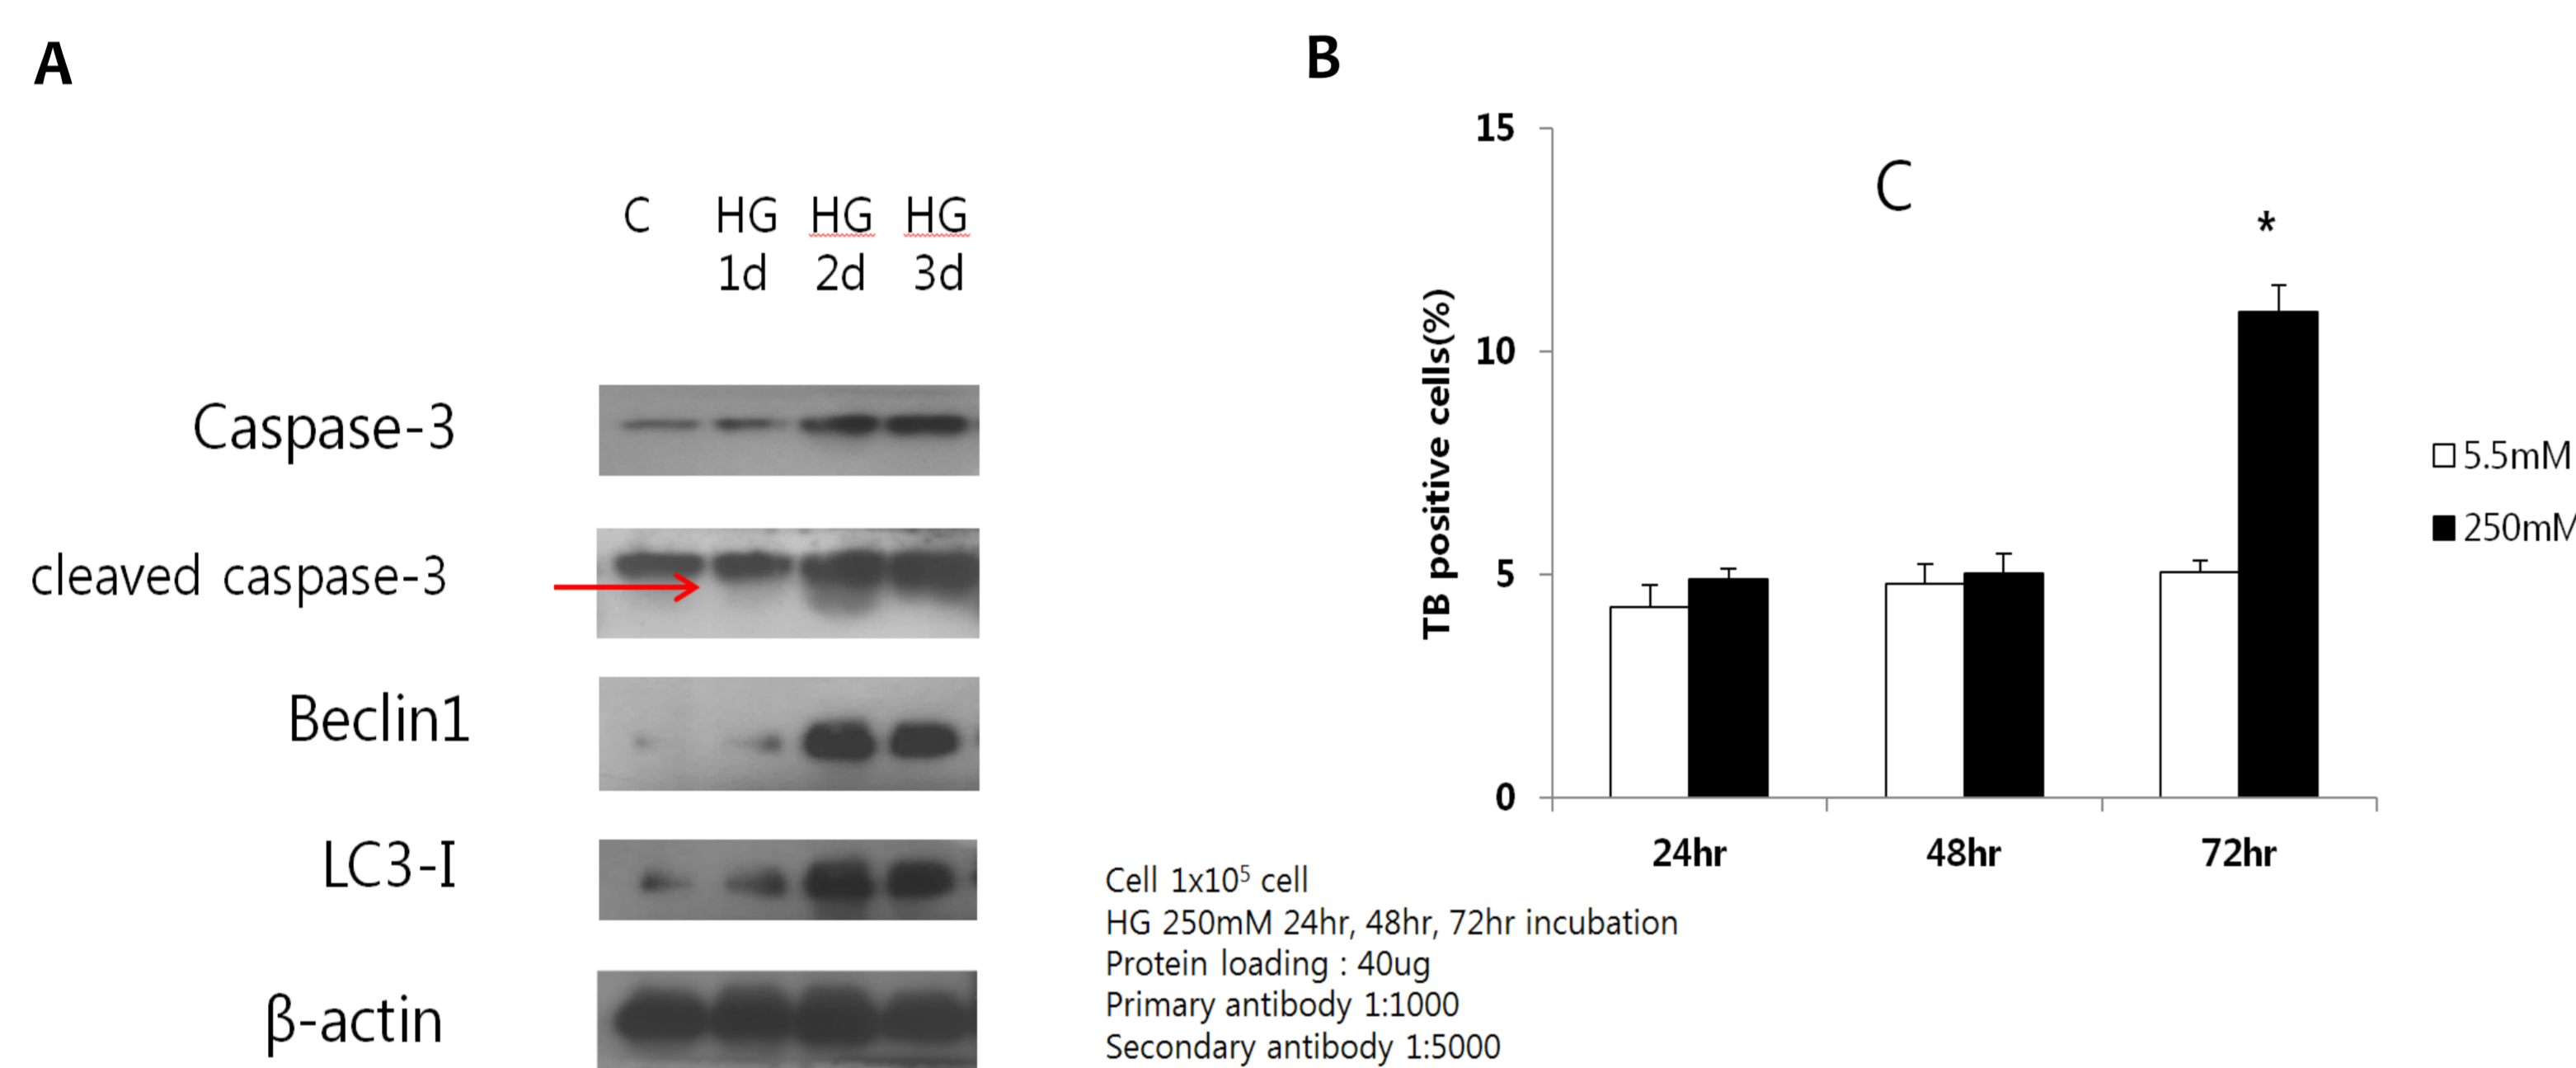 A
B
C HG HG HG
1d 2d 3d
Caspase-3
cleaved caspase-3
Beclin1
LC3-I
β-actin
Cell 1x10⁵ cell
HG 250mM 24hr, 48hr, 72hr incubation
Protein loading : 40ug
Primary antibody 1:1000
Secondary antibody 1:5000
C
*
TB positive cells(%)
15
10
5
0
24hr 48hr 72hr
5.5mM
250mM